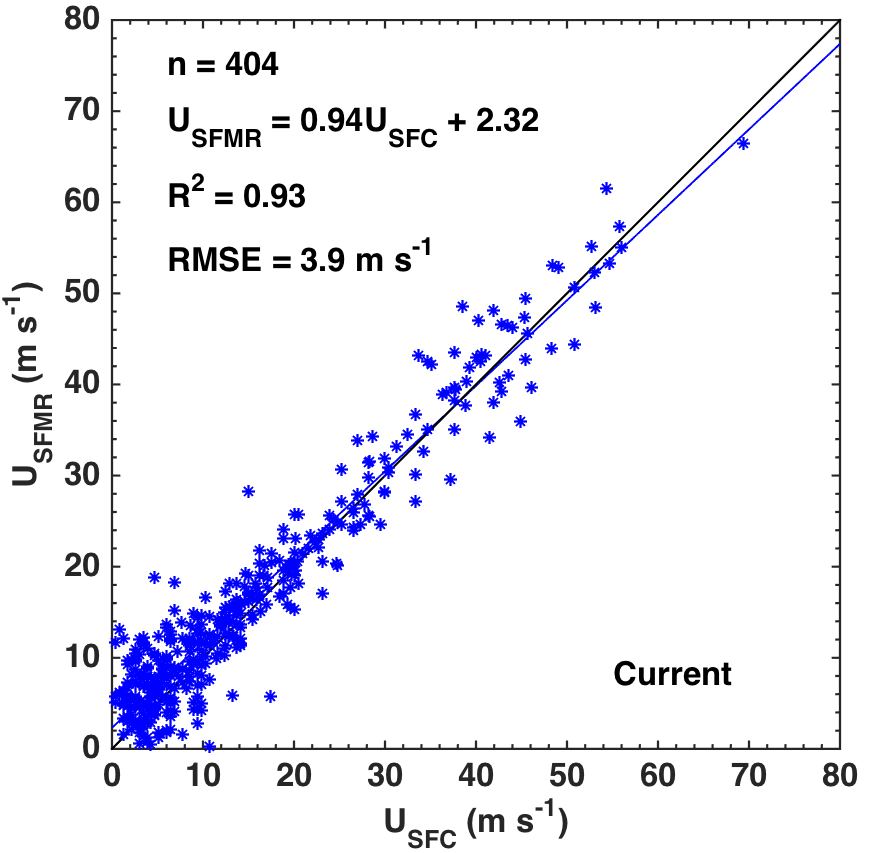 n = 404
U_SFMR = 0.94U_SFC + 2.32
R² = 0.93
RMSE = 3.9 m s⁻¹
Current
U_SFMR (m s⁻¹)
80
70
60
50
40
30
20
10
0
0 10 20 30 40 50 60 70 80
U_SFC (m s⁻¹)